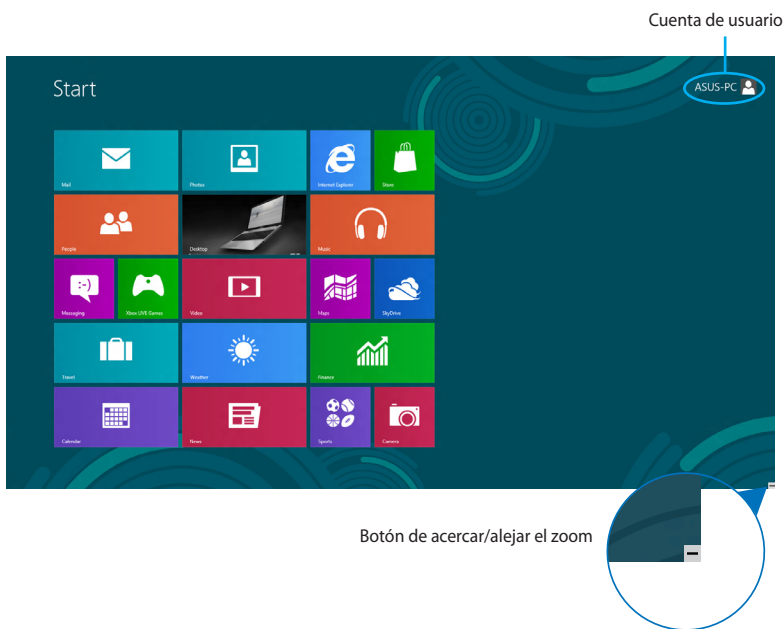 Cuenta de usuario
Start
ASUS-PC
Mail
Photos
Internet Explorer
Store
People
Desktop
Music
:-)
Messaging
Xbox LIVE Games
Video
Maps
SkyDrive
Travel
Weather
Finance
Calendar
News
Sports
Camera
Botón de acercar/alejar el zoom